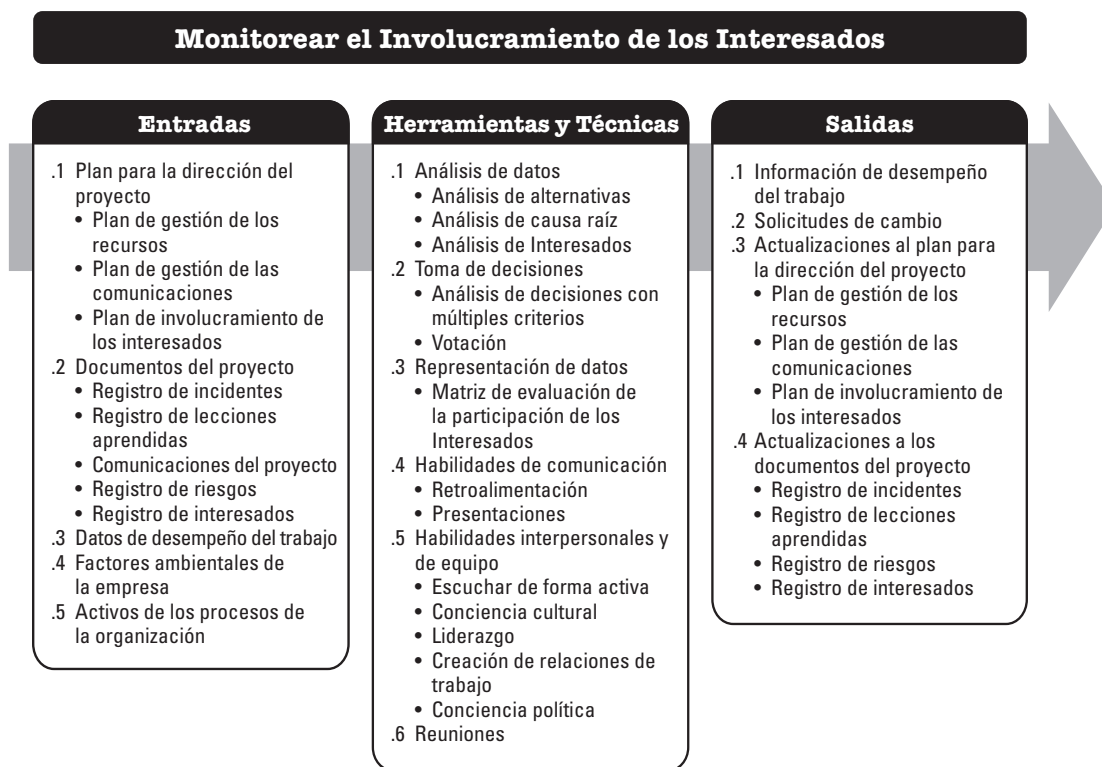 Monitorear el Involucramiento de los Interesados
Entradas
.1 Plan para la dirección del
proyecto
• Plan de gestión de los
recursos
• Plan de gestión de las
comunicaciones
• Plan de involucramiento de
los interesados
.2 Documentos del proyecto
• Registro de incidentes
• Registro de lecciones
aprendidas
• Comunicaciones del proyecto
• Registro de riesgos
• Registro de interesados
.3 Datos de desempeño del trabajo
.4 Factores ambientales de
la empresa
.5 Activos de los procesos de
la organización
Herramientas y Técnicas
.1 Análisis de datos
• Análisis de alternativas
• Análisis de causa raíz
• Análisis de Interesados
.2 Toma de decisiones
• Análisis de decisiones con
múltiples criterios
• Votación
.3 Representación de datos
• Matriz de evaluación de
la participación de los
Interesados
.4 Habilidades de comunicación
• Retroalimentación
• Presentaciones
.5 Habilidades interpersonales y
de equipo
• Escuchar de forma activa
• Conciencia cultural
• Liderazgo
• Creación de relaciones de
trabajo
• Conciencia política
.6 Reuniones
Salidas
.1 Información de desempeño
del trabajo
.2 Solicitudes de cambio
.3 Actualizaciones al plan para
la dirección del proyecto
• Plan de gestión de los
recursos
• Plan de gestión de las
comunicaciones
• Plan de involucramiento de
los interesados
.4 Actualizaciones a los
documentos del proyecto
• Registro de incidentes
• Registro de lecciones
aprendidas
• Registro de riesgos
• Registro de interesados